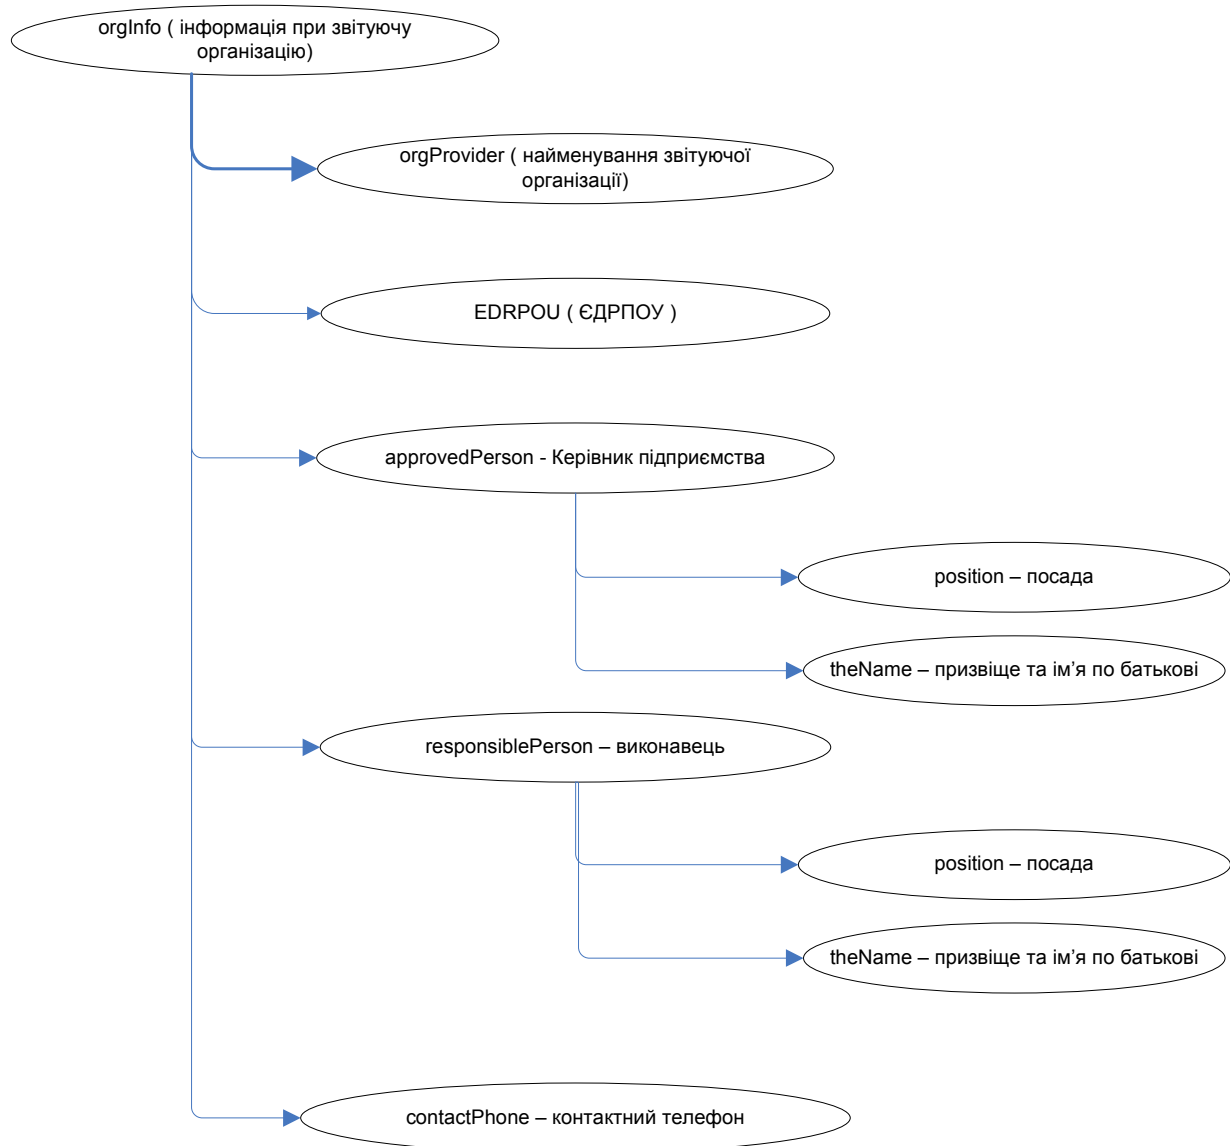 orgInfo ( інформація при звітуючу
організацію)
orgProvider ( найменування звітуючої
організації)
EDRPOU ( ЄДРПОУ )
approvedPerson - Керівник підприємства
position – посада
theName – призвіще та ім’я по батькові
responsiblePerson – виконавець
position – посада
theName – призвіще та ім’я по батькові
contactPhone – контактний телефон